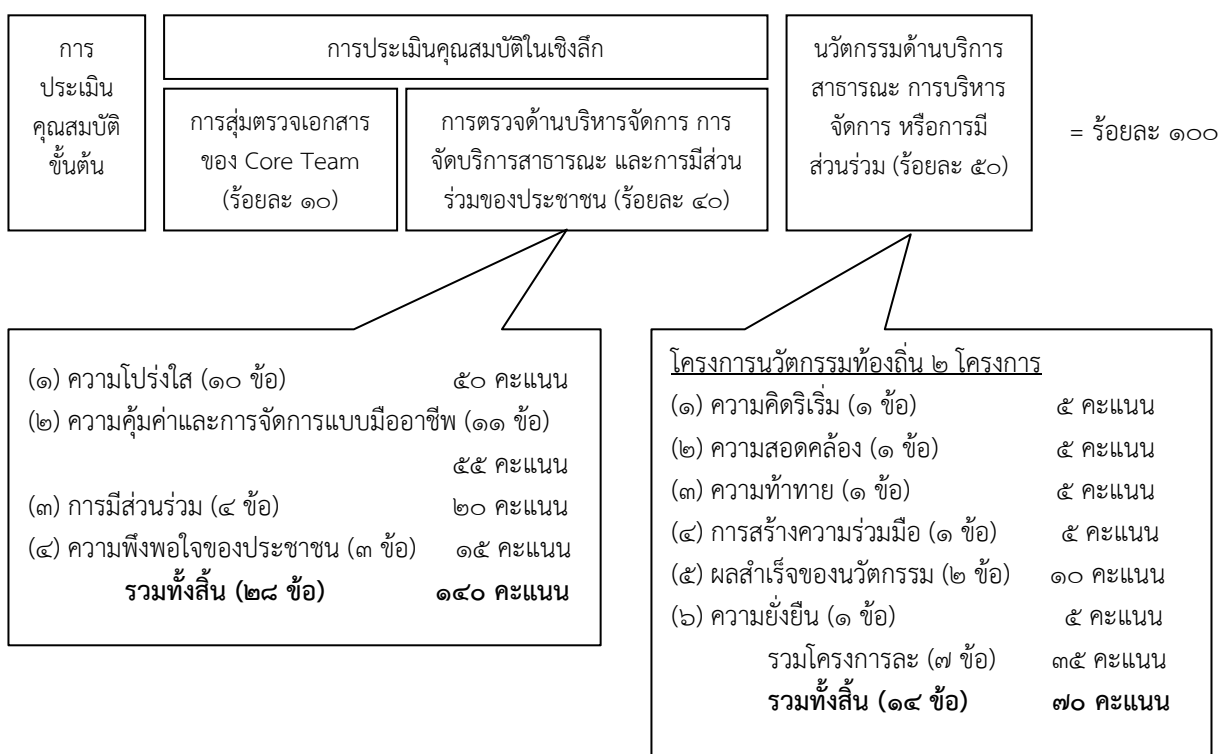 การ
ประเมิน
คุณสมบัติ
ขั้นต้น
การประเมินคุณสมบัติในเชิงลึก
การสุ่มตรวจเอกสาร
ของ Core Team
(ร้อยละ ๑๐)
การตรวจด้านบริหารจัดการ การ
จัดบริการสาธารณะ และการมีส่วน
ร่วมของประชาชน (ร้อยละ ๔๐)
นวัตกรรมด้านบริการ
สาธารณะ การบริหาร
จัดการ หรือการมี
ส่วนร่วม (ร้อยละ ๕๐)
= ร้อยละ ๑๐๐
(๑) ความโปร่งใส (๑๐ ข้อ) ๕๐ คะแนน
(๒) ความคุ้มค่าและการจัดการแบบมืออาชีพ (๑๑ ข้อ)
๕๕ คะแนน
(๓) การมีส่วนร่วม (๔ ข้อ) ๒๐ คะแนน
(๔) ความพึงพอใจของประชาชน (๓ ข้อ) ๑๕ คะแนน
รวมทั้งสิ้น (๒๘ ข้อ) ๑๔๐ คะแนน
โครงการนวัตกรรมท้องถิ่น ๒ โครงการ
(๑) ความคิดริเริ่ม (๑ ข้อ) ๕ คะแนน
(๒) ความสอดคล้อง (๑ ข้อ) ๕ คะแนน
(๓) ความท้าทาย (๑ ข้อ) ๕ คะแนน
(๔) การสร้างความร่วมมือ (๑ ข้อ) ๕ คะแนน
(๕) ผลสำเร็จของนวัตกรรม (๒ ข้อ) ๑๐ คะแนน
(๖) ความยั่งยืน (๑ ข้อ) ๕ คะแนน
รวมโครงการละ (๗ ข้อ) ๓๕ คะแนน
รวมทั้งสิ้น (๑๔ ข้อ) ๗๐ คะแนน